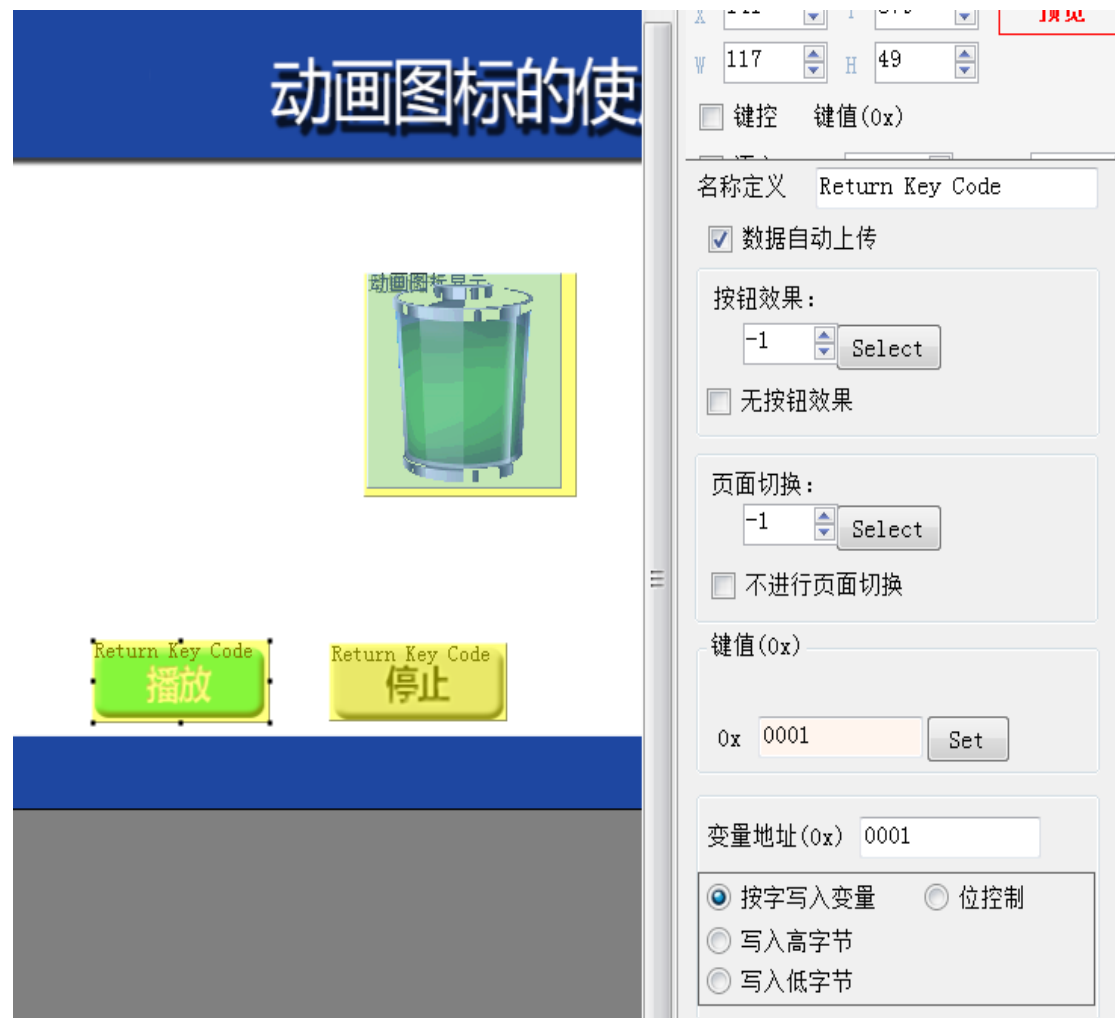 动画图标的使
动画图标显示
Return Key Code
播放
Return Key Code
停止
X
Y
预览
W 117 H 49
键控 键值(0x)
名称定义 Return Key Code
数据自动上传
按钮效果:
-1 Select
无按钮效果
页面切换:
-1 Select
不进行页面切换
键值(0x)
0x 0001 Set
变量地址(0x) 0001
按字写入变量 位控制
写入高字节
写入低字节